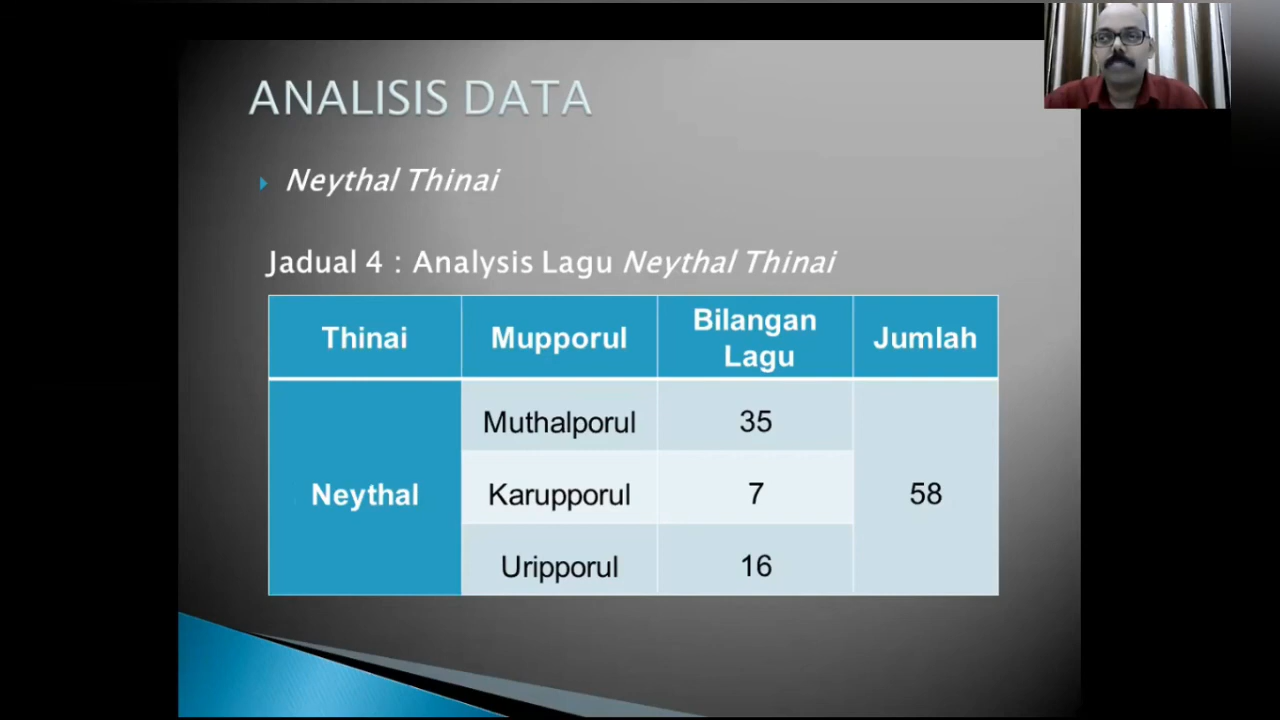 ANALISIS DATA
Neythal Thinai
Jadual 4 : Analysis Lagu Neythal Thinai
Thinai Mupporul Bilangan Lagu Jumlah
Neythal Muthalporul 35 58
Karupporul 7
Uripporul 16